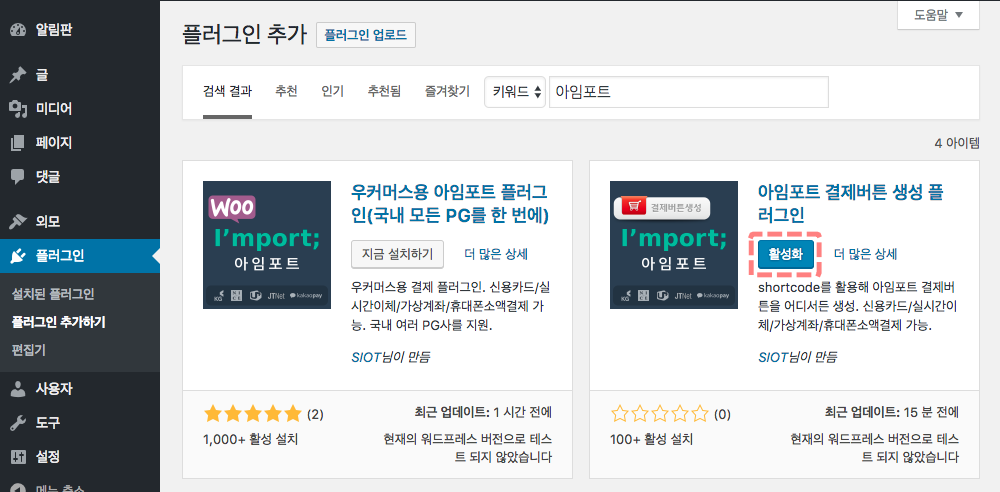 알림판
글
미디어
페이지
댓글
외모
플러그인
설치된 플러그인
플러그인 추가하기
편집기
사용자
도구
설정
메뉴 축소
플러그인 추가
플러그인 업로드
도움말
검색 결과
추천
인기
추천됨
즐겨찾기
키워드
아임포트
4 아이템
WOO
I'mport;
아임포트
KG
JTNet
kakaopay
우커머스용 아임포트 플러그
인(국내 모든 PG를 한 번에)
지금 설치하기
더 많은 상세
우커머스용 결제 플러그인. 신용카드/실
시간이체/가상계좌/휴대폰소액결제 가
능. 국내 여러 PG사를 지원.
SIOT님이 만듦
(2)
1,000+ 활성 설치
최근 업데이트: 1 시간 전에
현재의 워드프레스 버전으로 테스
트 되지 않았습니다
결제버튼생성
I'mport;
아임포트
KG
JTNet
kakaopay
아임포트 결제버튼 생성 플
러그인
활성화
더 많은 상세
shortcode를 활용해 아임포트 결제버
튼을 어디서든 생성. 신용카드/실시간이
체/가상계좌/휴대폰소액결제 가능.
SIOT님이 만듦
(0)
100+ 활성 설치
최근 업데이트: 15 분 전에
현재의 워드프레스 버전으로 테스
트 되지 않았습니다